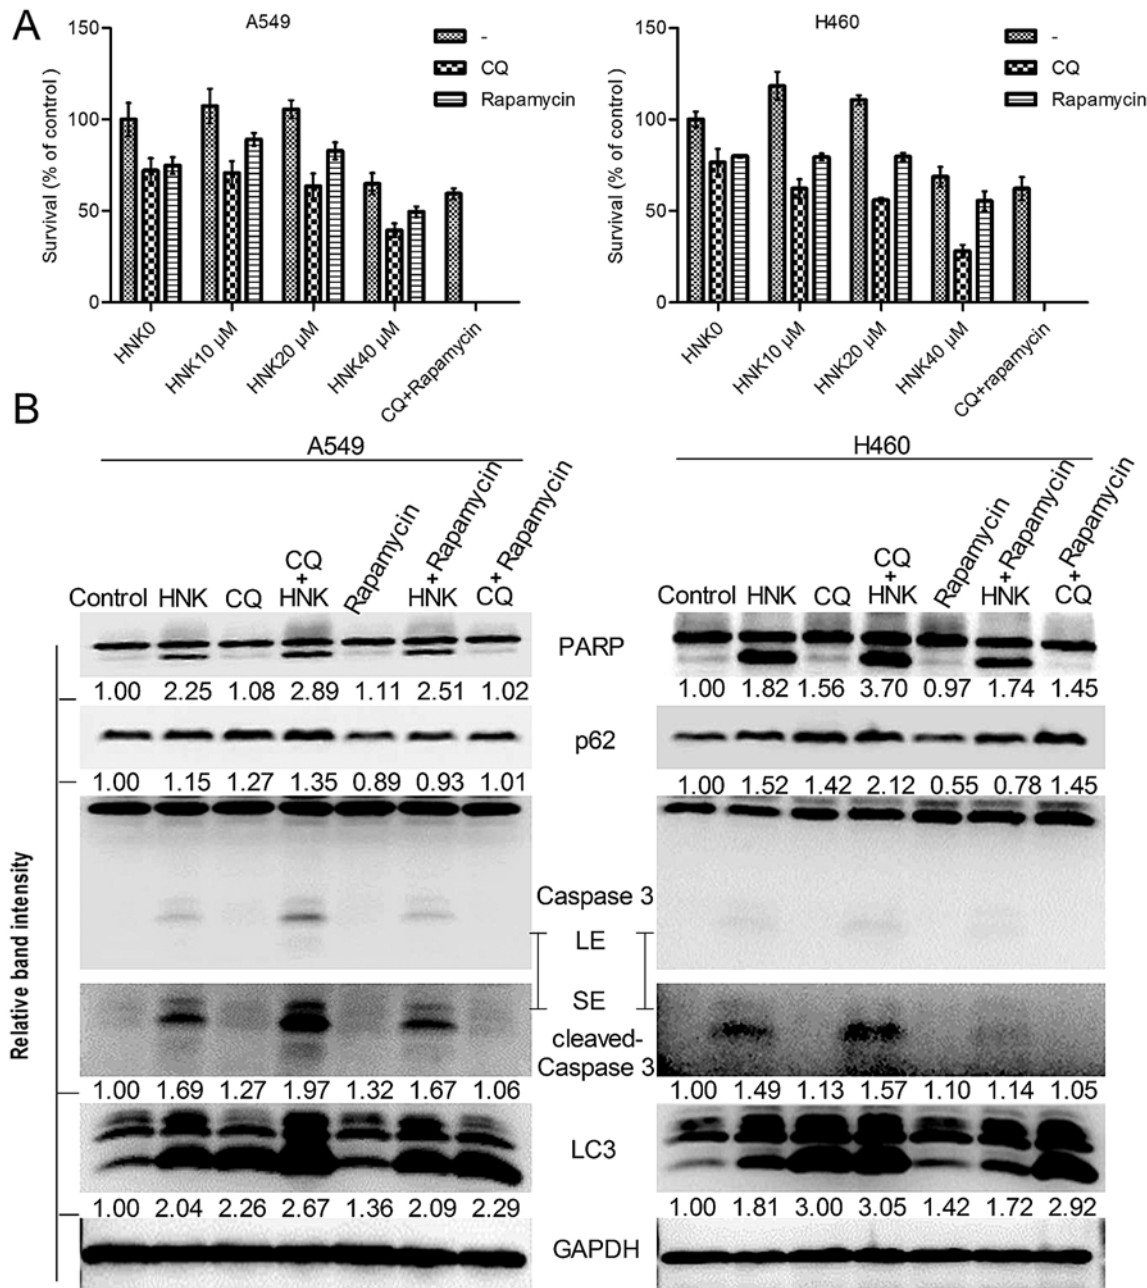 A
A549
150
100
50
0
Survival (% of control )
-
CQ
Rapamycin
HNK0
HNK10 µM
HNK20 µM
HNK40 µM
CQ+Rapamycin
H460
150
100
50
0
Survival (% of control )
-
CQ
Rapamycin
HNK0
HNK10 µM
HNK20 µM
HNK40 µM
CQ+rapamycin
B
A549
Control HNK CQ CQ + HNK Rapamycin HNK + Rapamycin CQ + Rapamycin
H460
Control HNK CQ CQ + HNK Rapamycin HNK + Rapamycin CQ + Rapamycin
Relative band intensity
PARP
1.00 2.25 1.08 2.89 1.11 2.51 1.02
1.00 1.82 1.56 3.70 0.97 1.74 1.45
p62
1.00 1.15 1.27 1.35 0.89 0.93 1.01
1.00 1.52 1.42 2.12 0.55 0.78 1.45
Caspase 3
LE
SE
cleaved-
Caspase 3
1.00 1.69 1.27 1.97 1.32 1.67 1.06
1.00 1.49 1.13 1.57 1.10 1.14 1.05
LC3
1.00 2.04 2.26 2.67 1.36 2.09 2.29
1.00 1.81 3.00 3.05 1.42 1.72 2.92
GAPDH